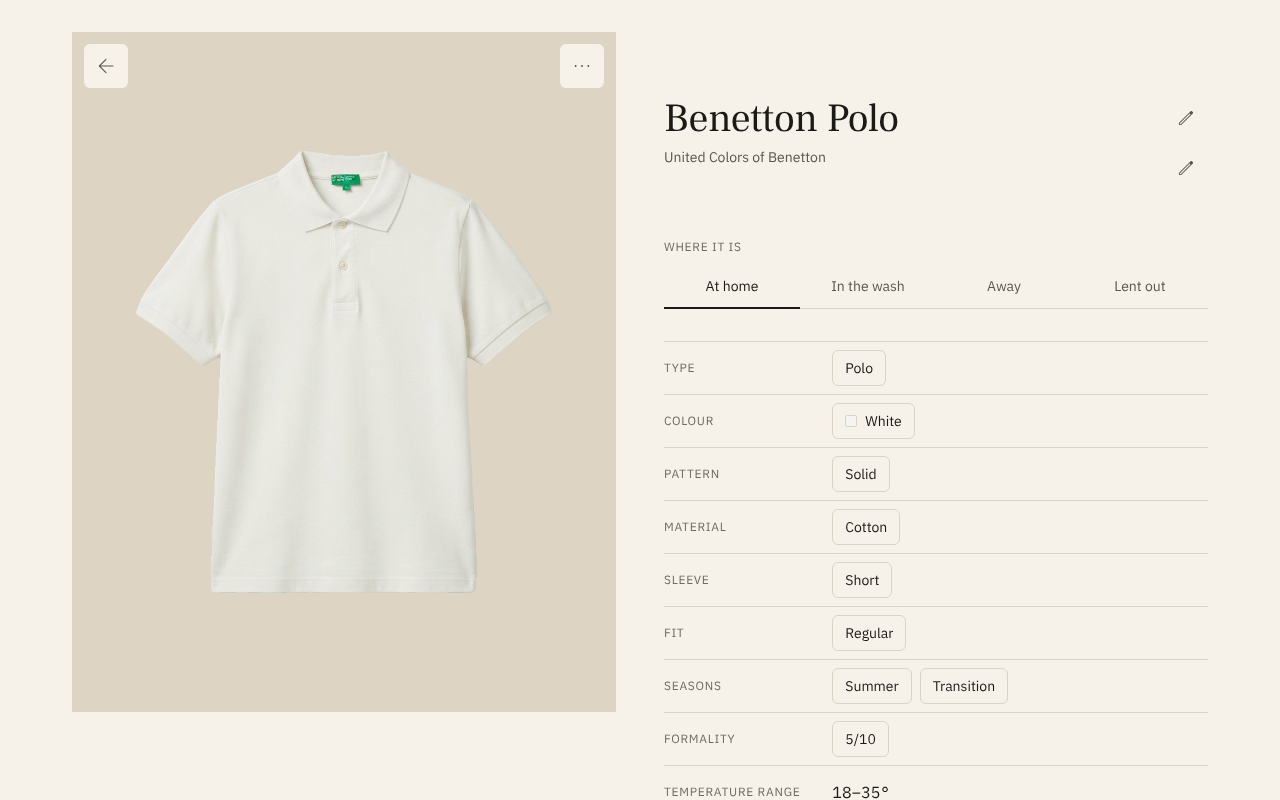 Benetton Polo
United Colors of Benetton
WHERE IT IS
At home
In the wash
Away
Lent out
TYPE
Polo
COLOUR
White
PATTERN
Solid
MATERIAL
Cotton
SLEEVE
Short
FIT
Regular
SEASONS
Summer
Transition
FORMALITY
5/10
TEMPERATURE RANGE
18–35°